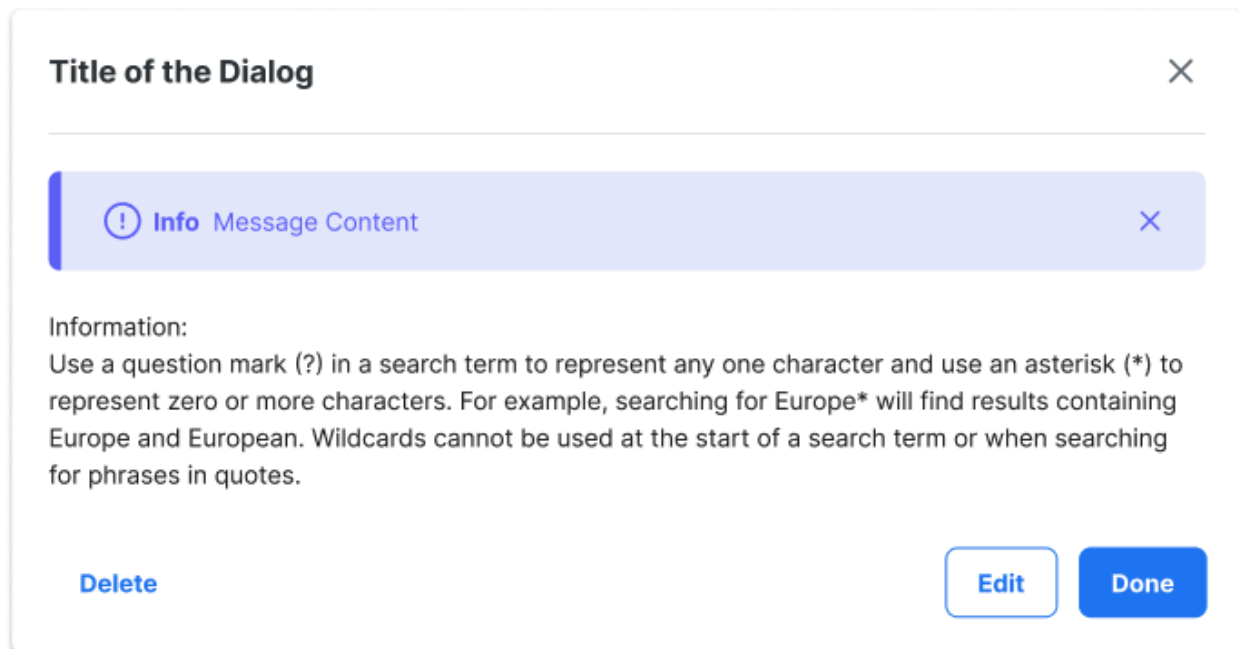 Title of the Dialog
Info Message Content
Information:
Use a question mark (?) in a search term to represent any one character and use an asterisk (*) to
represent zero or more characters. For example, searching for Europe* will find results containing
Europe and European. Wildcards cannot be used at the start of a search term or when searching
for phrases in quotes.
Delete Edit Done